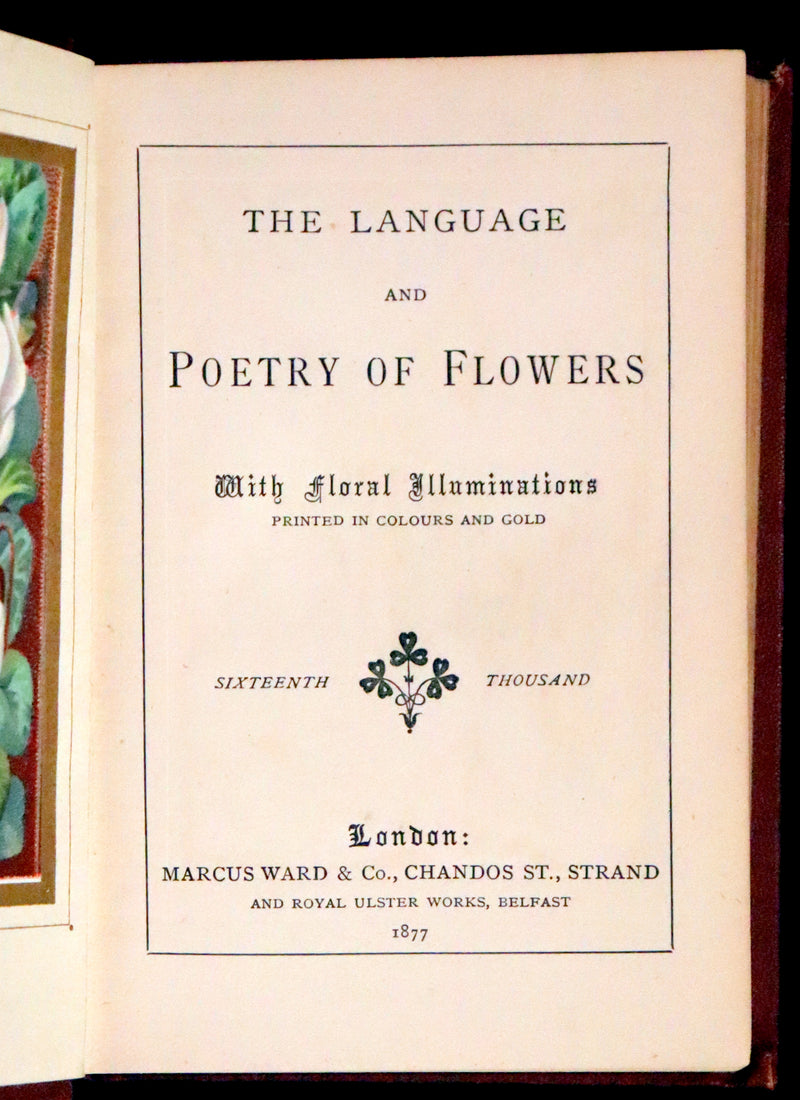 THE LANGUAGE
AND
POETRY OF FLOWERS
With Floral Illuminations
PRINTED IN COLOURS AND GOLD
SIXTEENTH THOUSAND
London:
MARCUS WARD & Co., CHANDOS ST., STRAND
AND ROYAL ULSTER WORKS, BELFAST
1877